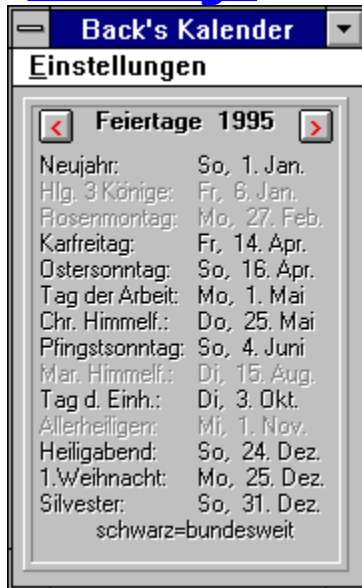 Back's Kalender
Einstellungen
< Feiertage 1995 >
Neujahr: So, 1. Jan.
Hlg. 3 Könige: Fr, 6. Jan.
Rosenmontag: Mo, 27. Feb.
Karfreitag: Fr, 14. Apr.
Ostersonntag: So, 16. Apr.
Tag der Arbeit: Mo, 1. Mai
Chr. Himmelf.: Do, 25. Mai
Pfingstsonntag: So, 4. Juni
Mar. Himmelf.: Di, 15. Aug.
Tag d. Einh.: Di, 3. Okt.
Allerheiligen: Mi, 1. Nov.
Heiligabend: So, 24. Dez.
1.Weihnacht: Mo, 25. Dez.
Silvester: So, 31. Dez.
schwarz=bundesweit